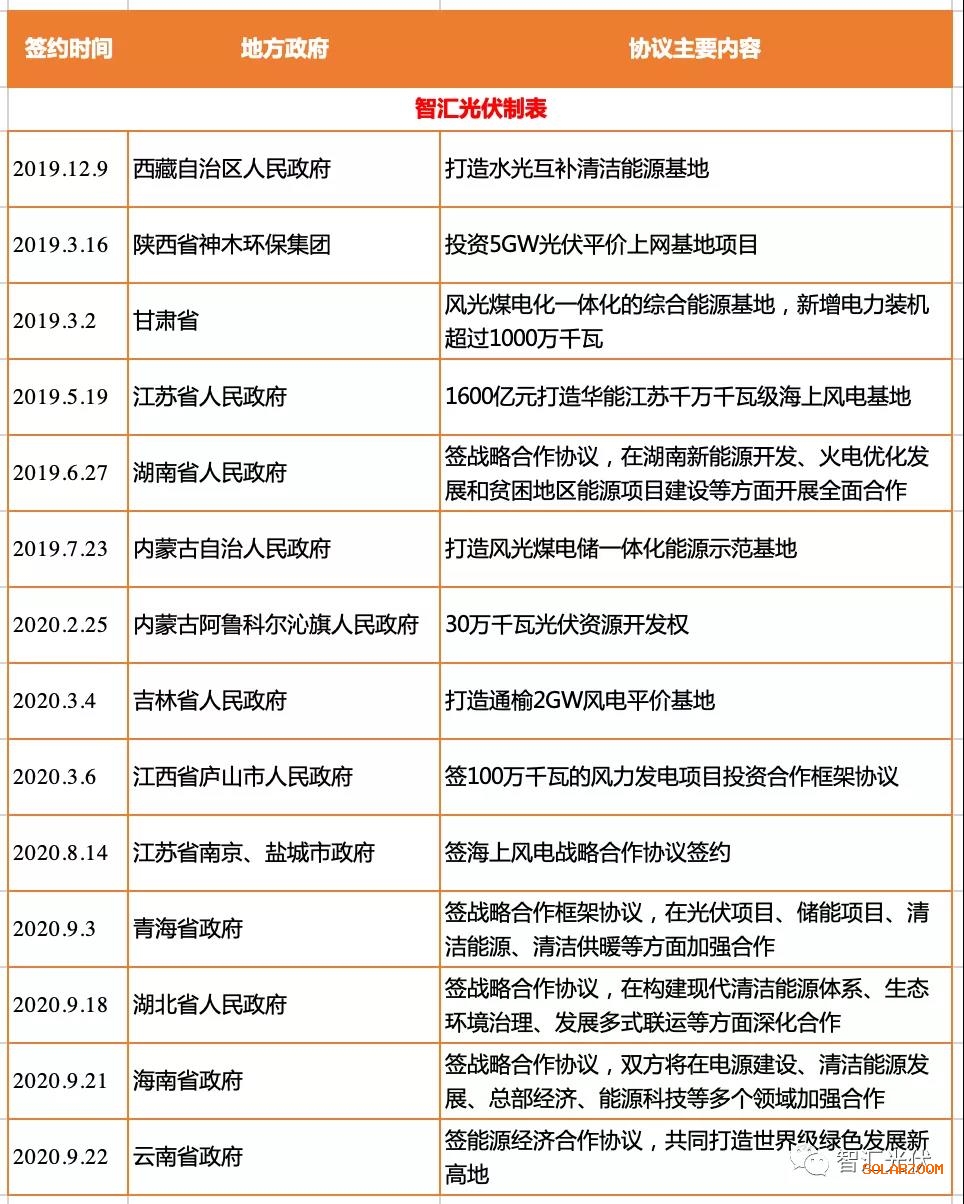 签约时间 地方政府 协议主要内容
智汇光伏制表
2019.12.9 西藏自治区人民政府 打造水光互补清洁能源基地
2019.3.16 陕西省神木环保集团 投资5GW光伏平价上网基地项目
2019.3.2 甘肃省 风光煤电化一体化的综合能源基地，新增电力装机
超过1000万千瓦
2019.5.19 江苏省人民政府 1600亿元打造华能江苏千万千瓦级海上风电基地
2019.6.27 湖南省人民政府 签战略合作协议，在湖南新能源开发、火电优化发
展和贫困地区能源项目建设等方面开展全面合作
2019.7.23 内蒙古自治人民政府 打造风光煤电储一体化能源示范基地
2020.2.25 内蒙古阿鲁科尔沁旗人民政府 30万千瓦光伏资源开发权
2020.3.4 吉林省人民政府 打造通榆2GW风电平价基地
2020.3.6 江西省庐山市人民政府 签100万千瓦的风力发电项目投资合作框架协议
2020.8.14 江苏省南京、盐城市政府 签海上风电战略合作协议签约
2020.9.3 青海省政府 签战略合作框架协议，在光伏项目、储能项目、清
洁能源、清洁供暖等方面加强合作
2020.9.18 湖北省人民政府 签战略合作协议，在构建现代清洁能源体系、生态
环境治理、发展多式联运等方面深化合作
2020.9.21 海南省政府 签战略合作协议，双方将在电源建设、清洁能源发
展、总部经济、能源科技等多个领域加强合作
2020.9.22 云南省政府 签能源经济合作协议，共同打造世界级绿色发展新
高地
智汇光伏
SOLARZOOM